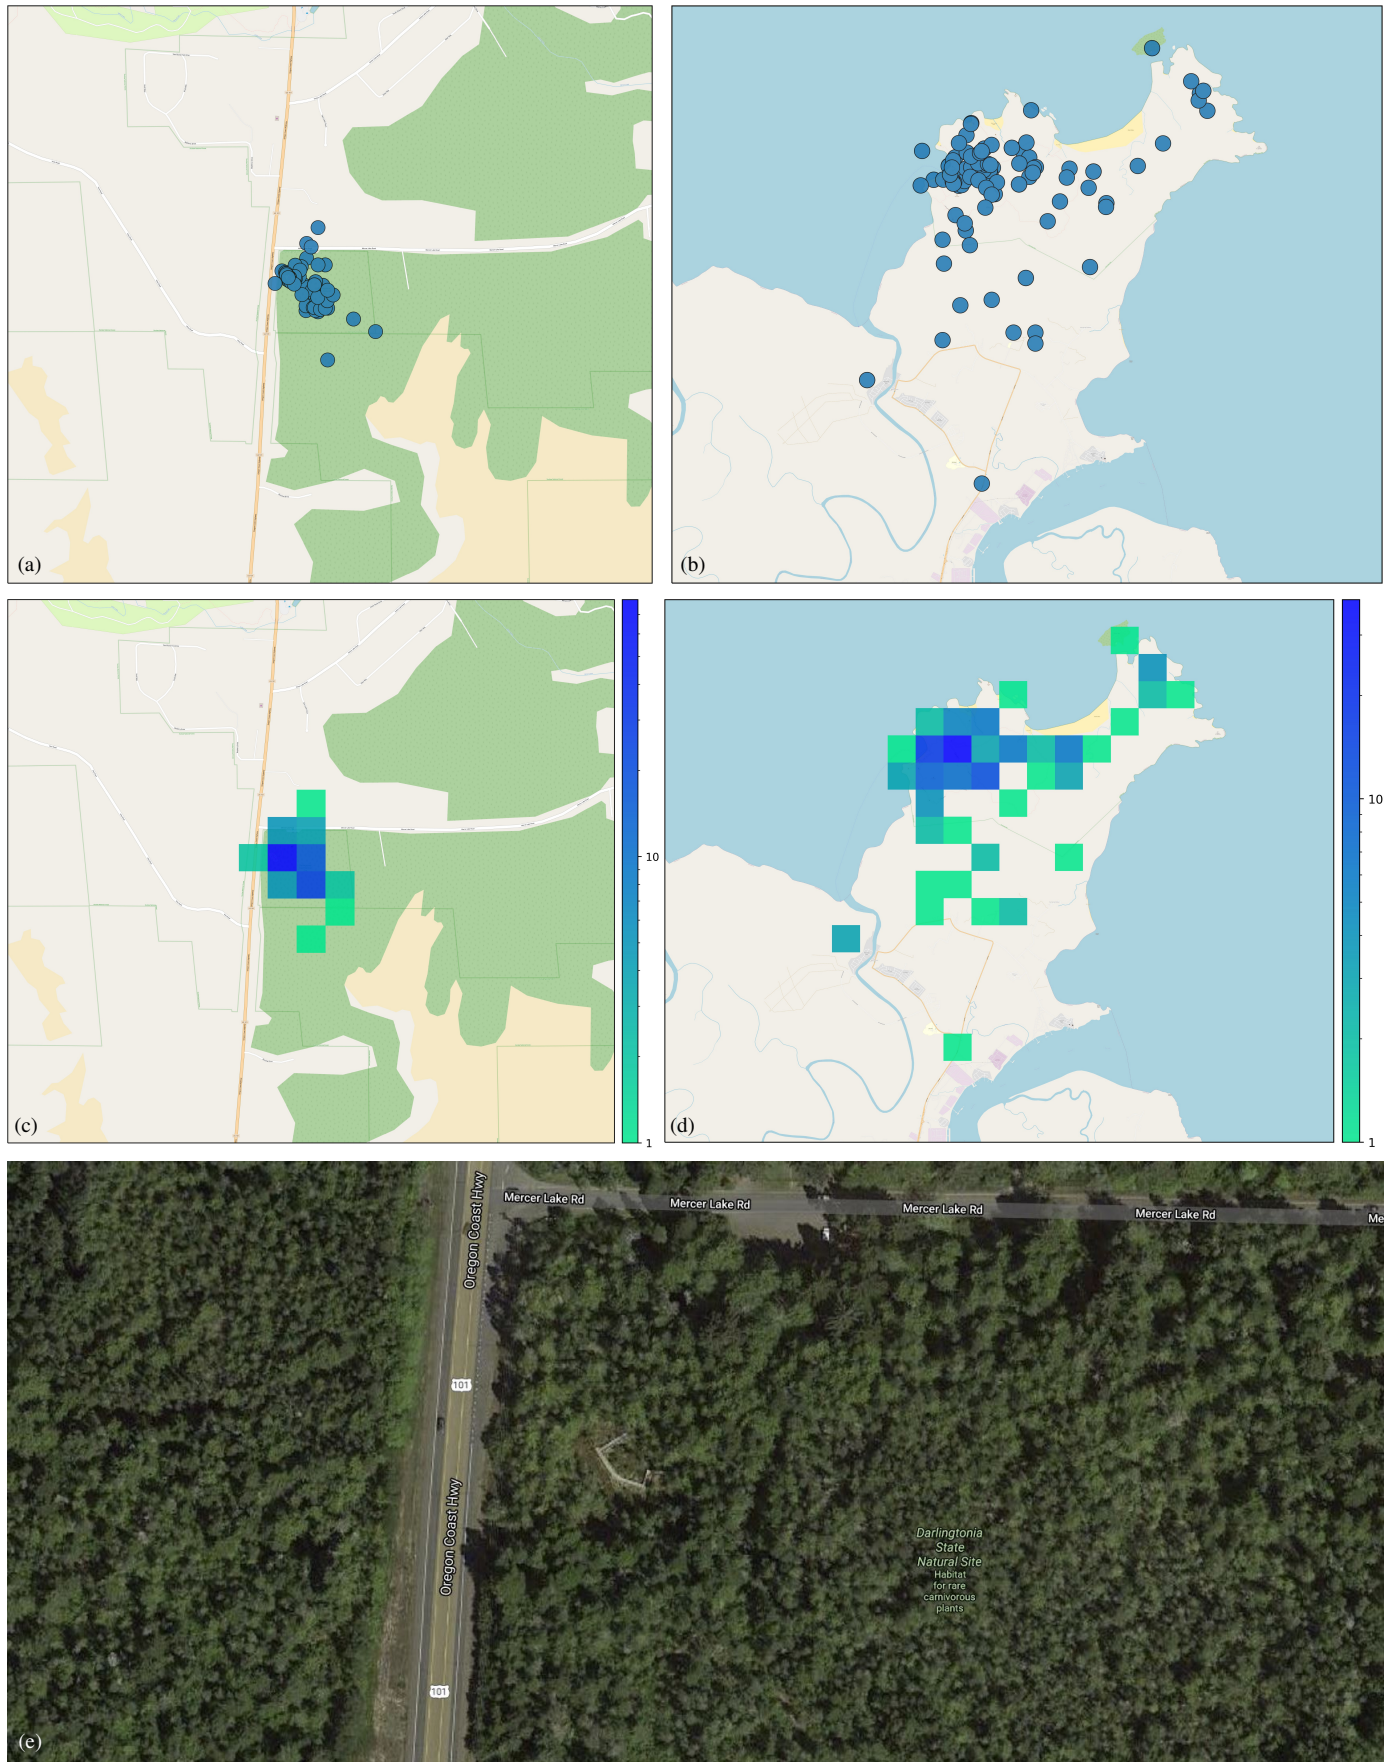 (a)
(b)
10
1
(c)
10
1
(d)
Oregon Coast Hwy
Mercer Lake Rd
Mercer Lake Rd
Mercer Lake Rd
Mercer Lake Rd
Me
101
Oregon Coast Hwy
Darlingtonia
State
Natural Site
Habitat
for rare
carnivorous
plants
101
(e)